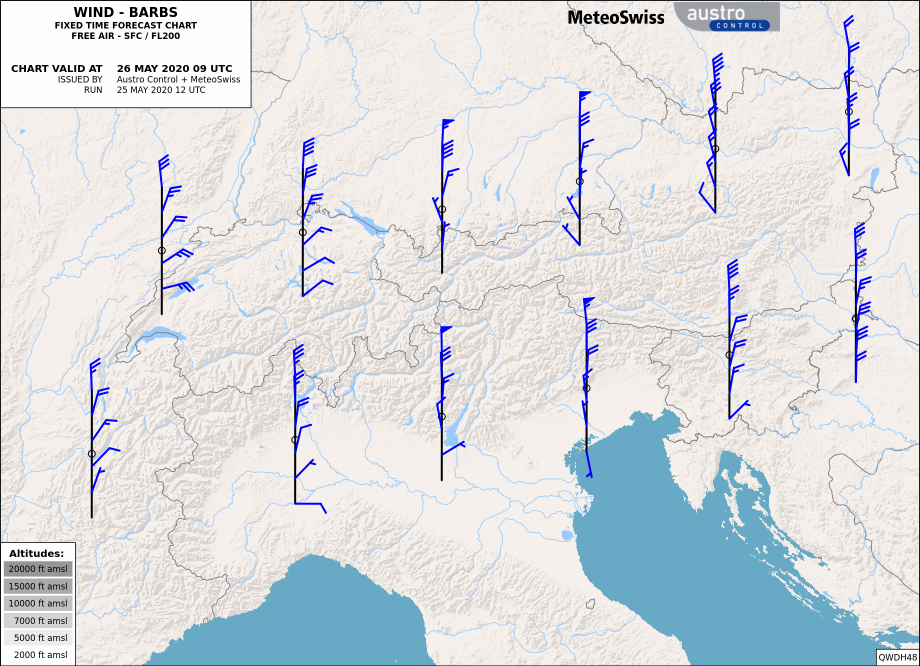 WIND - BARBS
FIXED TIME FORECAST CHART
FREE AIR - SFC / FL200
CHART VALID AT 26 MAY 2020 09 UTC
ISSUED BY Austro Control + MeteoSwiss
RUN 25 MAY 2020 12 UTC
MeteoSwiss
austro
CONTROL
Altitudes:
20000 ft amsl
15000 ft amsl
10000 ft amsl
7000 ft amsl
5000 ft amsl
2000 ft amsl
QWDH48